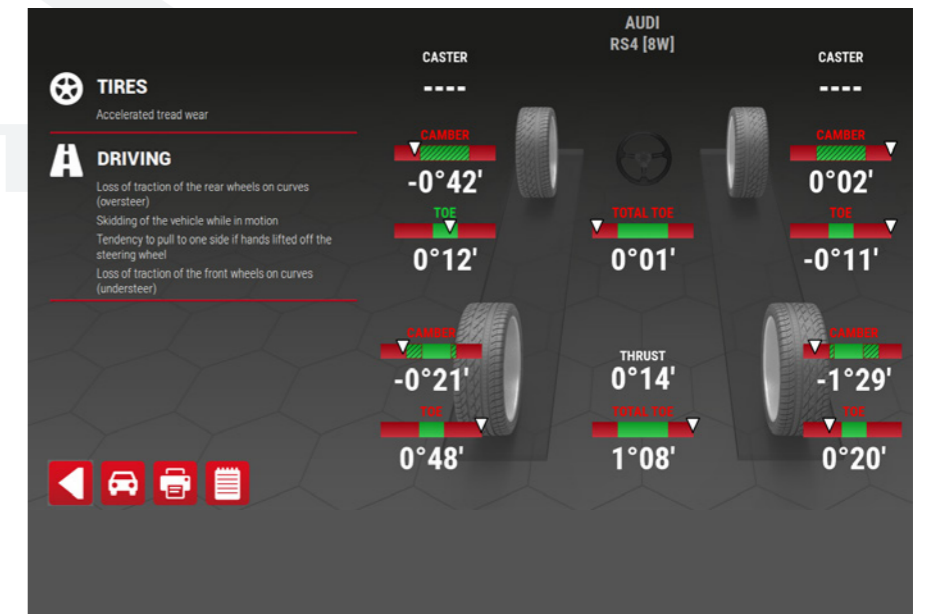 AUDI
RS4 [8W]
CASTER
CASTER
TIRES
----
----
Accelerated tread wear
CAMBER
CAMBER
DRIVING
-0°42'
0°02'
Loss of traction of the rear wheels on curves
(oversteer)
Skidding of the vehicle while in motion
Tendency to pull to one side if hands lifted off the
steering wheel
Loss of traction of the front wheels on curves
(understeer)
TOE
TOTAL TOE
TOE
0°12'
0°01'
-0°11'
CAMBER
CAMBER
THRUST
-0°21'
0°14'
-1°29'
TOE
TOTAL TOE
TOE
0°48'
1°08'
0°20'